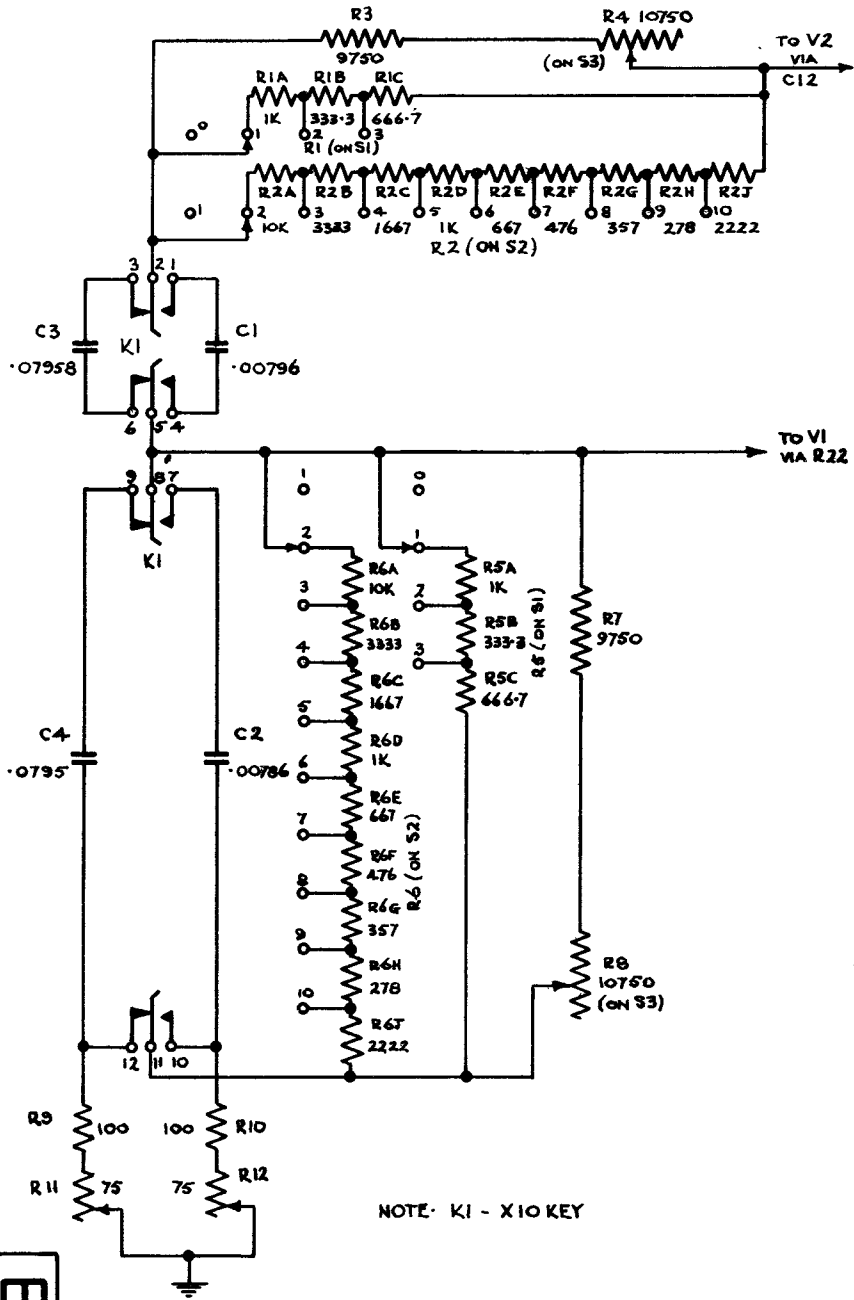 R3
R4 10750
9750
(ON S3)
TO V2
VIA
C12
R1A R1B R1C
1K 333·3 666·7
0
1 2 3
R1 (ON S1)
R2A R2B R2C R2D R2E R2F R2G R2H R2J
1 2 3 4 5 6 7 8 9 10
10K 3333 1667 1K 667 476 357 278 2222
R2 (ON S2)
3 2 1
C3
K1
C1
·07958
·00796
6 5 4
TO V1
VIA R22
9 8 7
K1
1
0
2
1
R6A
10K
R5A
1K
3
2
R6B
3333
R5B
333·3
R5 (ON S1)
R7
9750
4
3
R6C
1667
R5C
666·7
5
C4
·0795
C2
·00786
R6D
1K
6
R6E
667
7
R6F
476
R6 (ON S2)
8
R6G
357
9
R6H
278
R8
10750
(ON S3)
10
R6J
2222
12 11 10
R9
100
100
R10
R11
75
75
R12
NOTE· K1 - X10 KEY